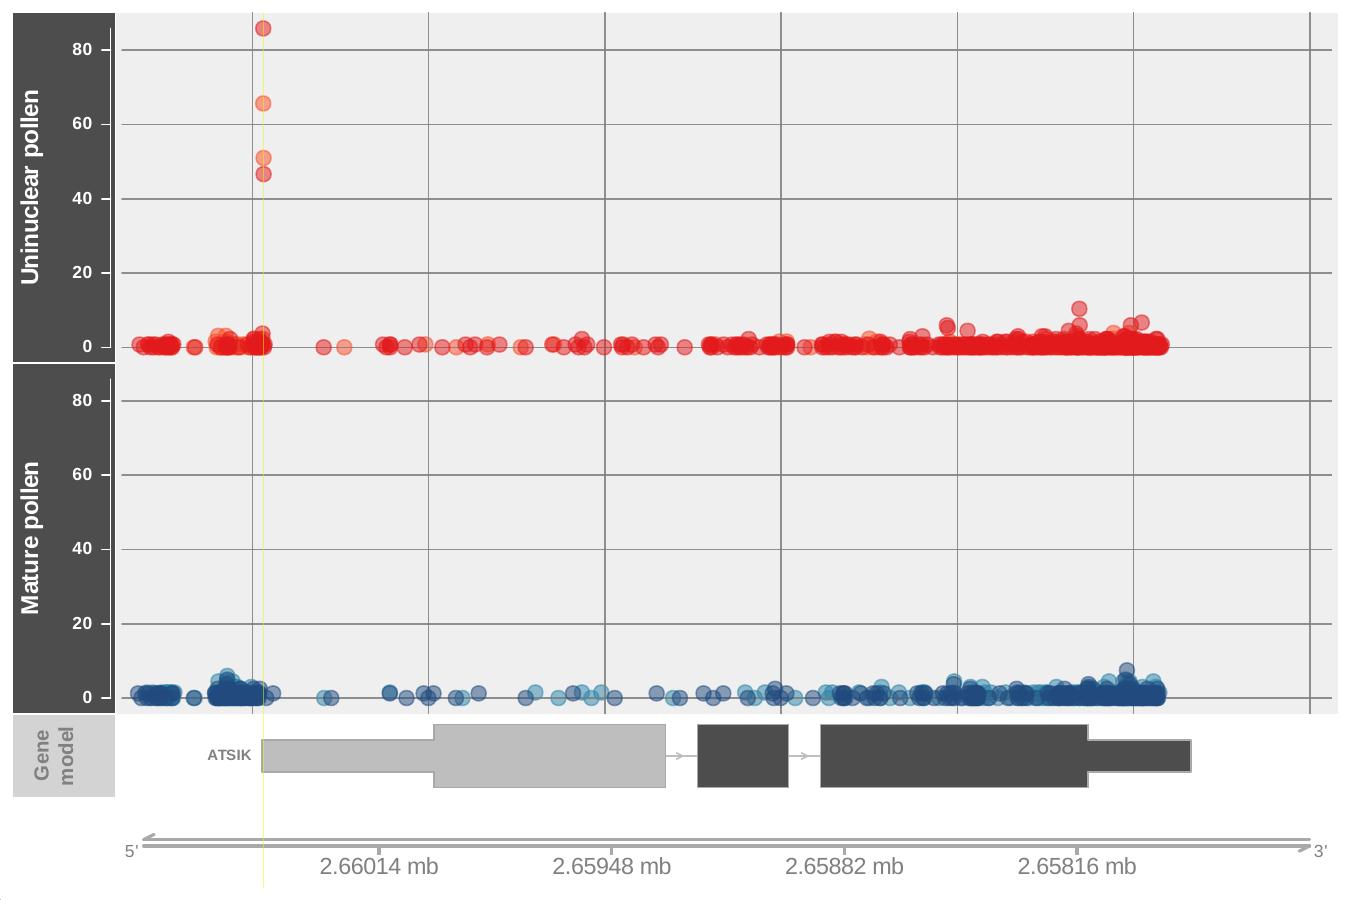 Uninuclear pollen
80
60
40
20
0
Mature pollen
80
60
40
20
0
Gene
model
ATSIK
5'
3'
2.66014 mb
2.65948 mb
2.65882 mb
2.65816 mb